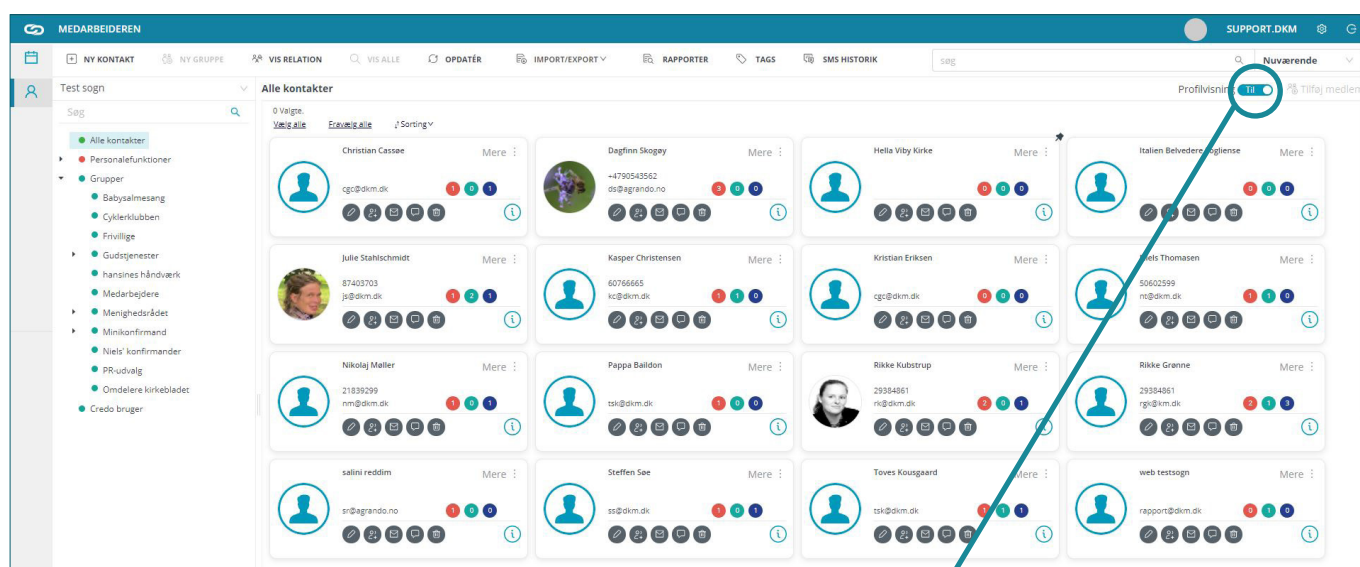 MEDARBEIDEREN
SUPPORT.DKM
NY KONTAKT NY GRUPPE VIS RELATION VIS ALLE OPDATÉR IMPORT/EXPORT RAPPORTER TAGS SMS HISTORIK søg Nuværende
Test sogn
Søg
Alle kontakter
Personalefunktioner
Grupper
Babysalmesang
Cyklerklubben
Frivillige
Gudstjenester
hansines håndværk
Medarbejdere
Menighedsrådet
Minikonfirmand
Niels' konfirmander
PR-udvalg
Omdelere kirkebladet
Credo bruger
Alle kontakter
Profilvisning Til Tilføj medlem
0 Valgte.
Vælg alle Fravælg alle Sorting
Christian Cassøe Mere
cgc@dkm.dk 1 0 1
Dagfinn Skogøy Mere
+4790543562
ds@agrando.no 3 0 0
Hella Viby Kirke Mere
0 0 0
Italien Belvedere Mere
0 0 0
Julie Stahlschmidt Mere
87403703
js@dkm.dk 1 2 1
Kasper Christensen Mere
60766665
kc@dkm.dk 1 1 0
Kristian Eriksen Mere
cgc@dkm.dk 0 0 0
Niels Thomasen Mere
50602599
nt@dkm.dk 1 1 0
Nikolaj Møller Mere
21839299
nm@dkm.dk 1 0 1
Pappa Baildon Mere
tsk@dkm.dk 0 0 0
Rikke Kubstrup Mere
29384861
rk@dkm.dk 2 0 1
Rikke Grønne Mere
29384861
rgk@km.dk 2 1 3
salini reddim Mere
sr@agrando.no 1 0 0
Steffen Søe Mere
ss@dkm.dk 1 0 1
Toves Kousgaard Mere
tsk@dkm.dk 1 1 1
web testsogn Mere
rapport@dkm.dk 0 1 0